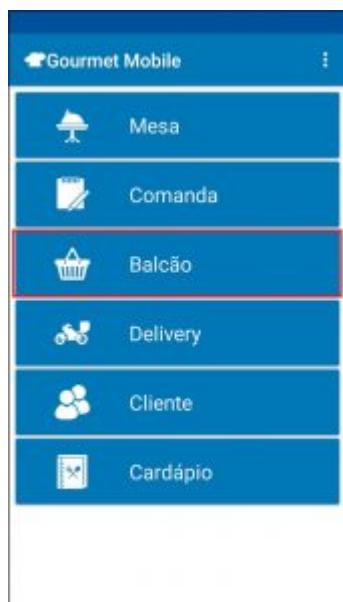 Gourmet Mobile
Mesa
Comanda
Balcão
Delivery
Cliente
Cardápio